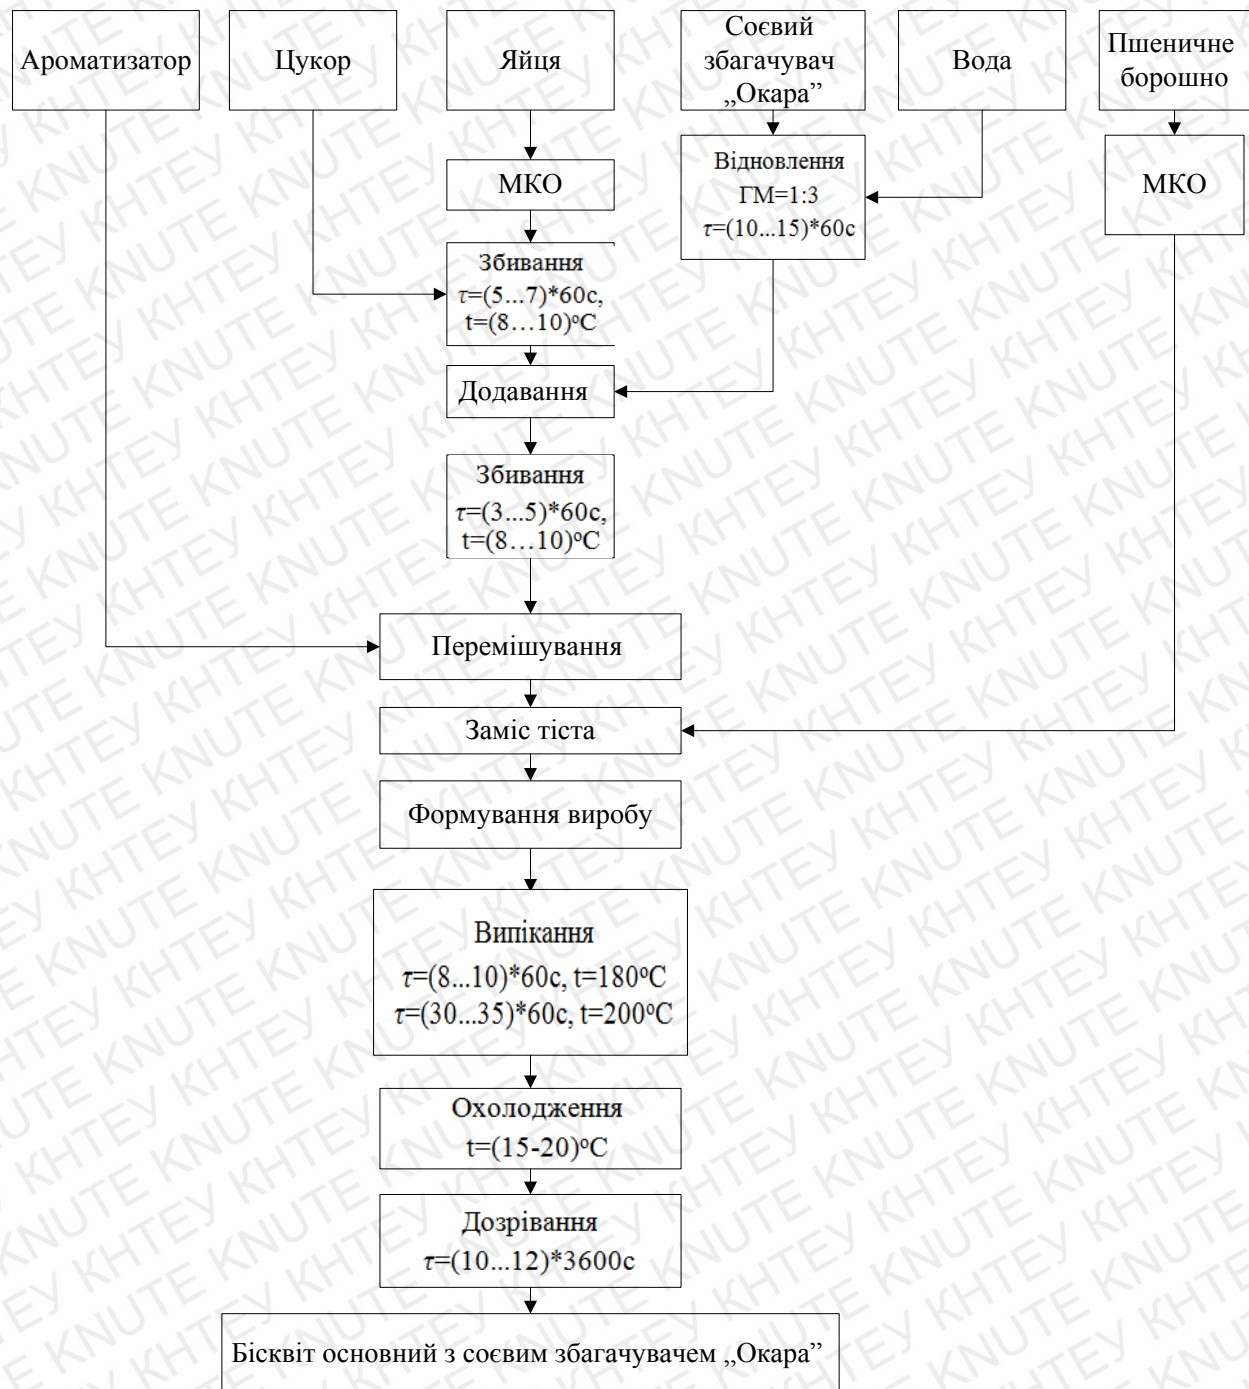 Ароматизатор
Цукор
Яйця
Соєвий
збагачувач
„Окара”
Вода
Пшеничне
борошно
МКО
Відновлення
ГМ=1:3
τ=(10...15)*60с
МКО
Збивання
τ=(5...7)*60с,
t=(8...10)ºС
Додавання
Збивання
τ=(3...5)*60с,
t=(8...10)ºС
Перемішування
Заміс тіста
Формування виробу
Випікання
τ=(8...10)*60с, t=180ºС
τ=(30...35)*60с, t=200ºС
Охолодження
t=(15-20)ºС
Дозрівання
τ=(10...12)*3600с
Бісквіт основний з соєвим збагачувачем „Окара”